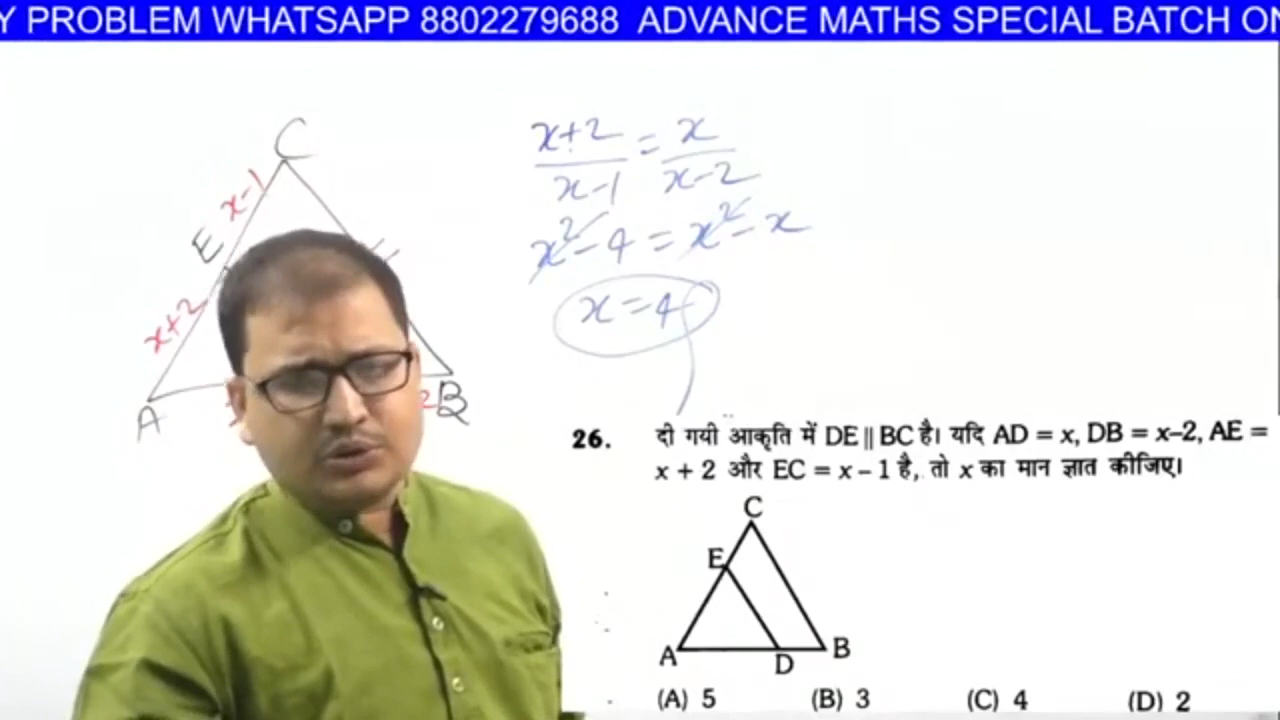 Y PROBLEM WHATSAPP 8802279688 ADVANCE MATHS SPECIAL BATCH ON
C
x-1
E
x+2
A
2
B
x+2/x-1 = x/x-2
x²-4 = x²-x
x=4
26. दी गयी आकृति में DE || BC है। यदि AD = x, DB = x–2, AE =
x + 2 और EC = x – 1 है, तो x का मान ज्ञात कीजिए।
C
E
A
D
B
(A) 5 (B) 3 (C) 4 (D) 2